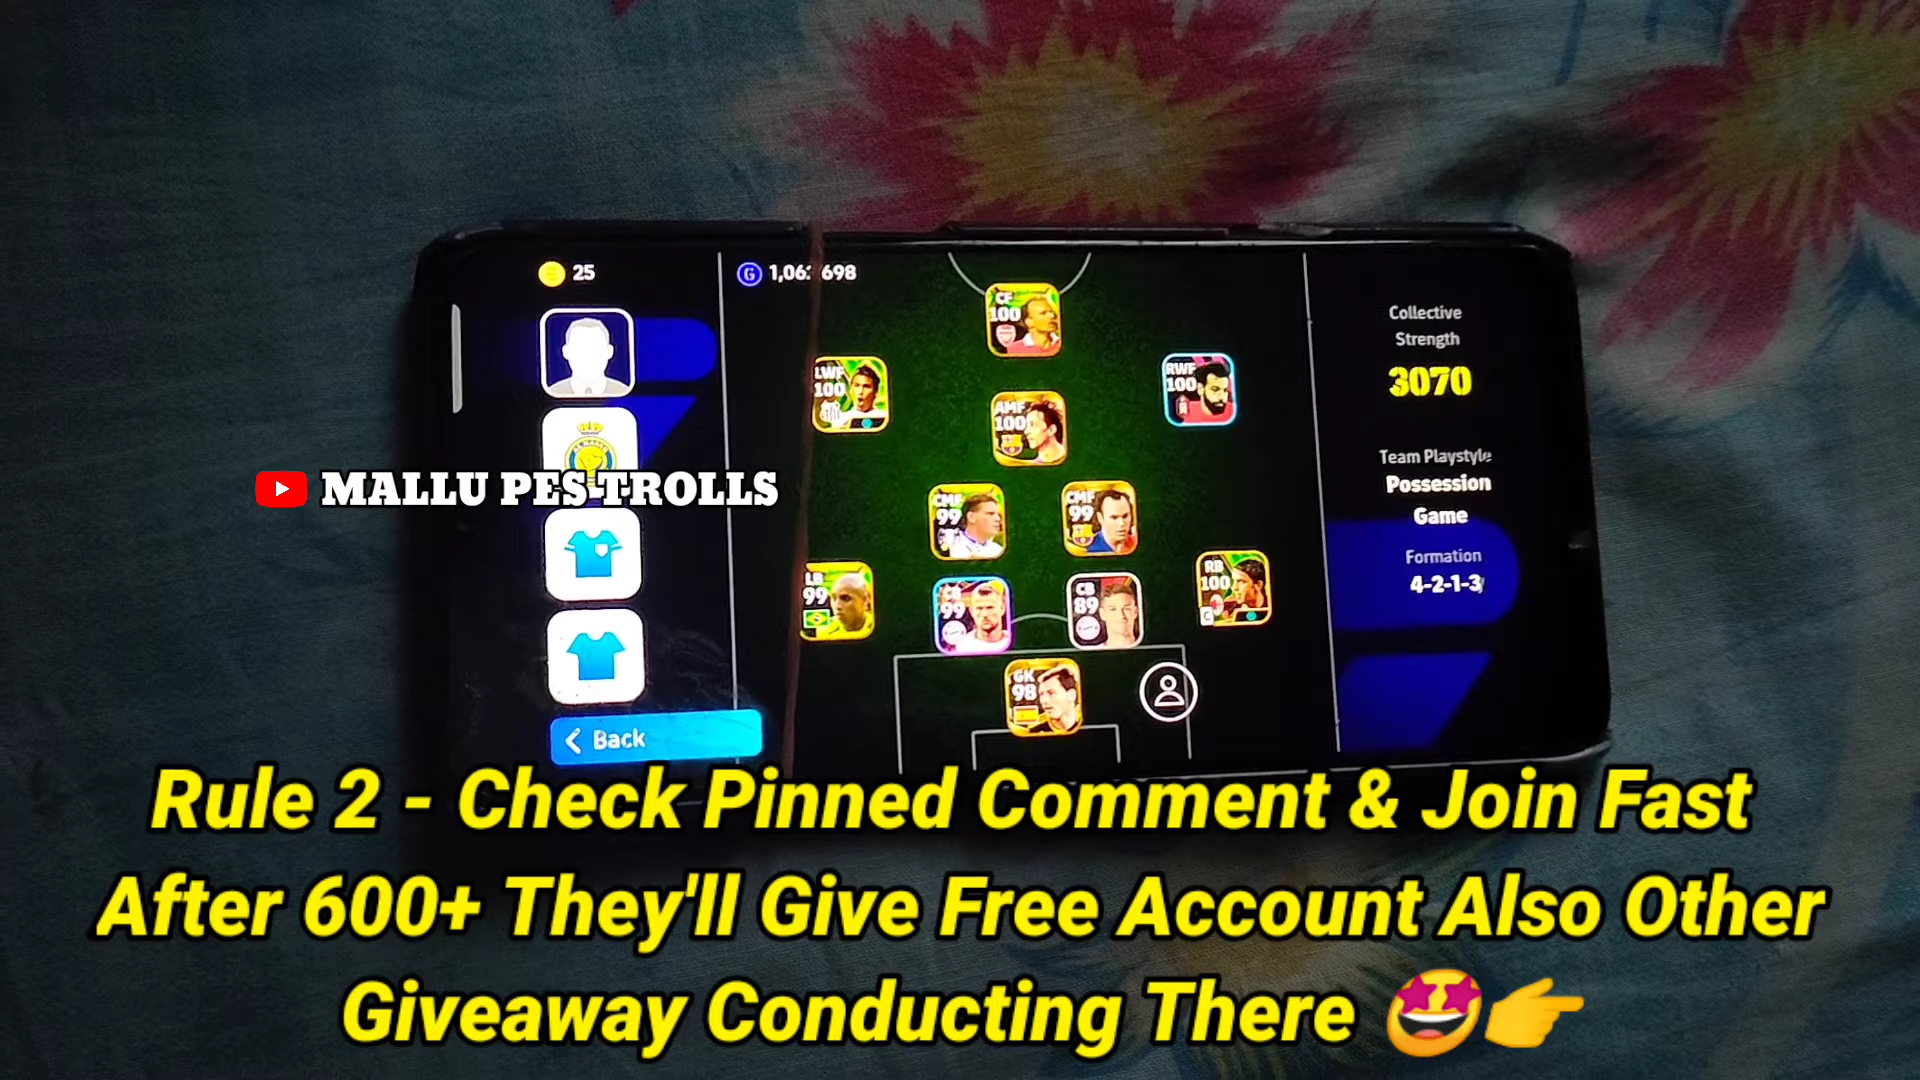 25
1,06 698
Collective
Strength
3070
Team Playstyle
Possession
Game
Formation
4-2-1-3
CF
100
LWF
100
RWF
100
AMF
100
CMF
99
CMF
99
LB
99
CB
99
CB
89
RB
100
GK
98
MALLU PES TROLLS
Back
Rule 2 - Check Pinned Comment & Join Fast
After 600+ They'll Give Free Account Also Other
Giveaway Conducting There 🤩👉